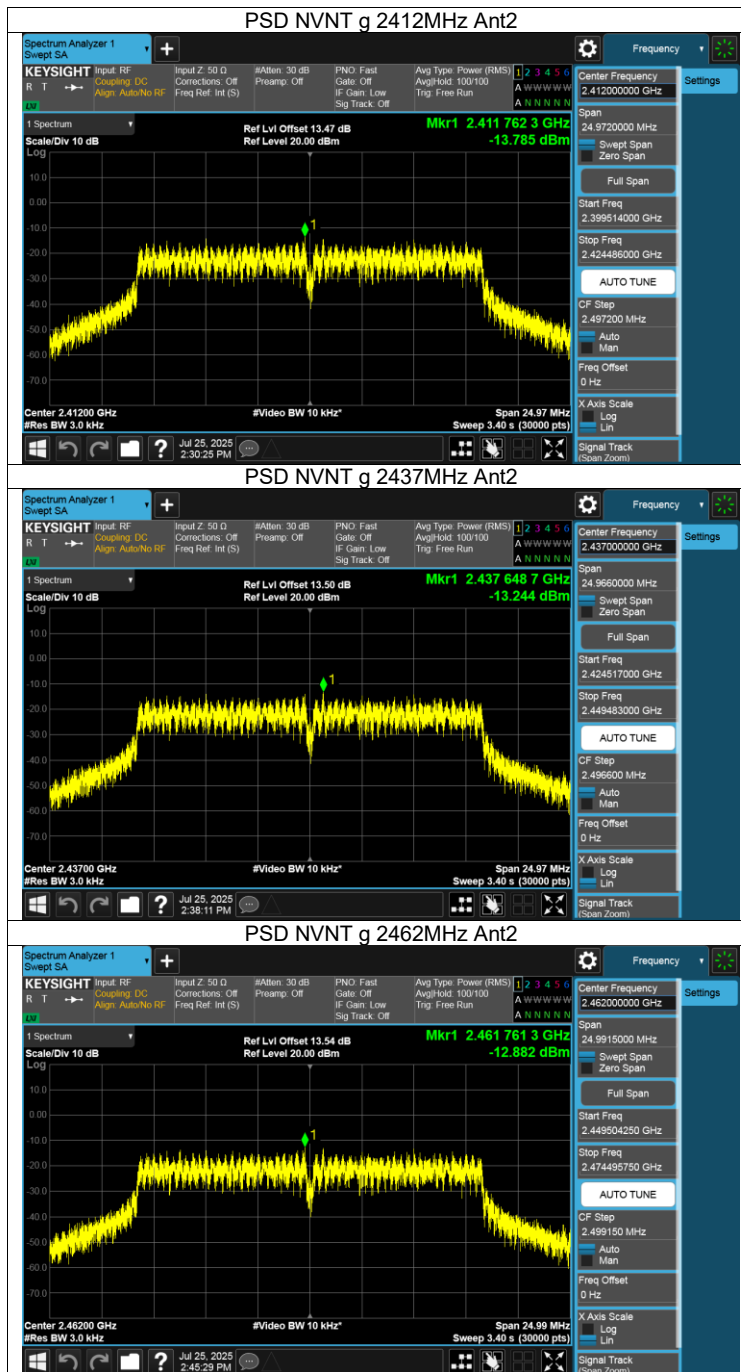 PSD NVNT g 2412MHz Ant2
Spectrum Analyzer 1
Swept SA
Frequency
KEYSIGHT
R T
LXI
Input: RF
Coupling: DC
Align: Auto/No RF
Input Z: 50 Ω
Corrections: Off
Freq Ref: Int (S)
#Atten: 30 dB
Preamp: Off
PNO: Fast
Gate: Off
IF Gain: Low
Sig Track: Off
Avg Type: Power (RMS)
Avg|Hold: 100/100
Trig: Free Run
1 2 3 4 5 6
A W W W W W
A N N N N N
Center Frequency
2.412000000 GHz
Settings
1 Spectrum
Scale/Div 10 dB
Log
Ref Lvl Offset 13.47 dB
Ref Level 20.00 dBm
Mkr1 2.411 762 3 GHz
-13.785 dBm
10.0
0.00
-10.0
-20.0
-30.0
-40.0
-50.0
-60.0
-70.0
1
Span
24.9720000 MHz
Swept Span
Zero Span
Full Span
Start Freq
2.399514000 GHz
Stop Freq
2.424486000 GHz
AUTO TUNE
CF Step
2.497200 MHz
Auto
Man
Freq Offset
0 Hz
X Axis Scale
Log
Lin
Signal Track
(Span Zoom)
Center 2.41200 GHz
#Video BW 10 kHz*
Span 24.97 MHz
#Res BW 3.0 kHz
Sweep 3.40 s (30000 pts)
Jul 25, 2025
2:30:25 PM
PSD NVNT g 2437MHz Ant2
Spectrum Analyzer 1
Swept SA
Frequency
KEYSIGHT
R T
LXI
Input: RF
Coupling: DC
Align: Auto/No RF
Input Z: 50 Ω
Corrections: Off
Freq Ref: Int (S)
#Atten: 30 dB
Preamp: Off
PNO: Fast
Gate: Off
IF Gain: Low
Sig Track: Off
Avg Type: Power (RMS)
Avg|Hold: 100/100
Trig: Free Run
1 2 3 4 5 6
A W W W W W
A N N N N N
Center Frequency
2.437000000 GHz
Settings
1 Spectrum
Scale/Div 10 dB
Log
Ref Lvl Offset 13.50 dB
Ref Level 20.00 dBm
Mkr1 2.437 648 7 GHz
-13.244 dBm
10.0
0.00
-10.0
-20.0
-30.0
-40.0
-50.0
-60.0
-70.0
1
Span
24.9660000 MHz
Swept Span
Zero Span
Full Span
Start Freq
2.424517000 GHz
Stop Freq
2.449483000 GHz
AUTO TUNE
CF Step
2.496600 MHz
Auto
Man
Freq Offset
0 Hz
X Axis Scale
Log
Lin
Signal Track
(Span Zoom)
Center 2.43700 GHz
#Video BW 10 kHz*
Span 24.97 MHz
#Res BW 3.0 kHz
Sweep 3.40 s (30000 pts)
Jul 25, 2025
2:38:11 PM
PSD NVNT g 2462MHz Ant2
Spectrum Analyzer 1
Swept SA
Frequency
KEYSIGHT
R T
LXI
Input: RF
Coupling: DC
Align: Auto/No RF
Input Z: 50 Ω
Corrections: Off
Freq Ref: Int (S)
#Atten: 30 dB
Preamp: Off
PNO: Fast
Gate: Off
IF Gain: Low
Sig Track: Off
Avg Type: Power (RMS)
Avg|Hold: 100/100
Trig: Free Run
1 2 3 4 5 6
A W W W W W
A N N N N N
Center Frequency
2.462000000 GHz
Settings
1 Spectrum
Scale/Div 10 dB
Log
Ref Lvl Offset 13.54 dB
Ref Level 20.00 dBm
Mkr1 2.461 761 3 GHz
-12.882 dBm
10.0
0.00
-10.0
-20.0
-30.0
-40.0
-50.0
-60.0
-70.0
1
Span
24.9915000 MHz
Swept Span
Zero Span
Full Span
Start Freq
2.449504250 GHz
Stop Freq
2.474495750 GHz
AUTO TUNE
CF Step
2.499150 MHz
Auto
Man
Freq Offset
0 Hz
X Axis Scale
Log
Lin
Signal Track
(Span Zoom)
Center 2.46200 GHz
#Video BW 10 kHz*
Span 24.99 MHz
#Res BW 3.0 kHz
Sweep 3.40 s (30000 pts)
Jul 25, 2025
2:45:29 PM